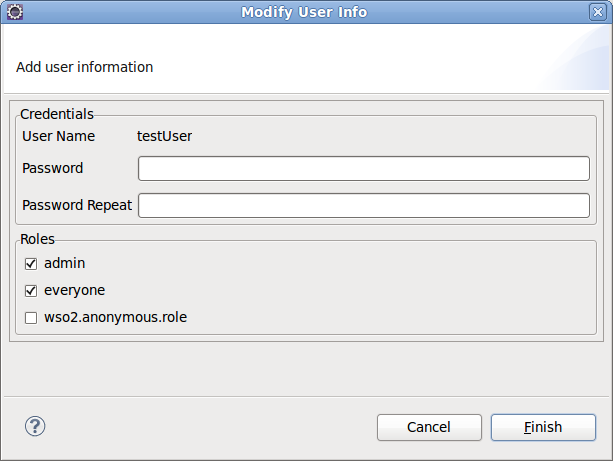 Modify User Info
Add user information
Credentials
User Name testUser
Password
Password Repeat
Roles
admin
everyone
wso2.anonymous.role
? Cancel Finish